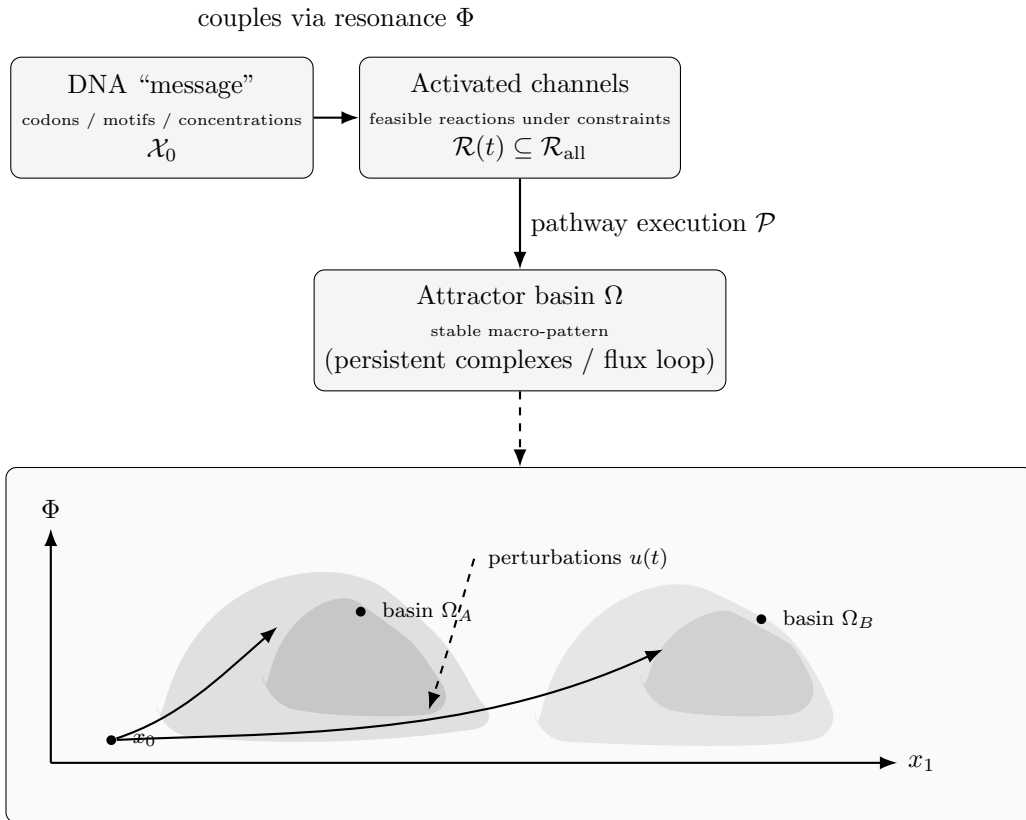 couples via resonance Φ
DNA “message”
codons / motifs / concentrations
𝒳₀
Activated channels
feasible reactions under constraints
ℛ(t) ⊆ ℛ_all
pathway execution 𝒫
Attractor basin Ω
stable macro-pattern
(persistent complexes / flux loop)
Φ
perturbations u(t)
basin Ω_A
basin Ω_B
x₀
x₁